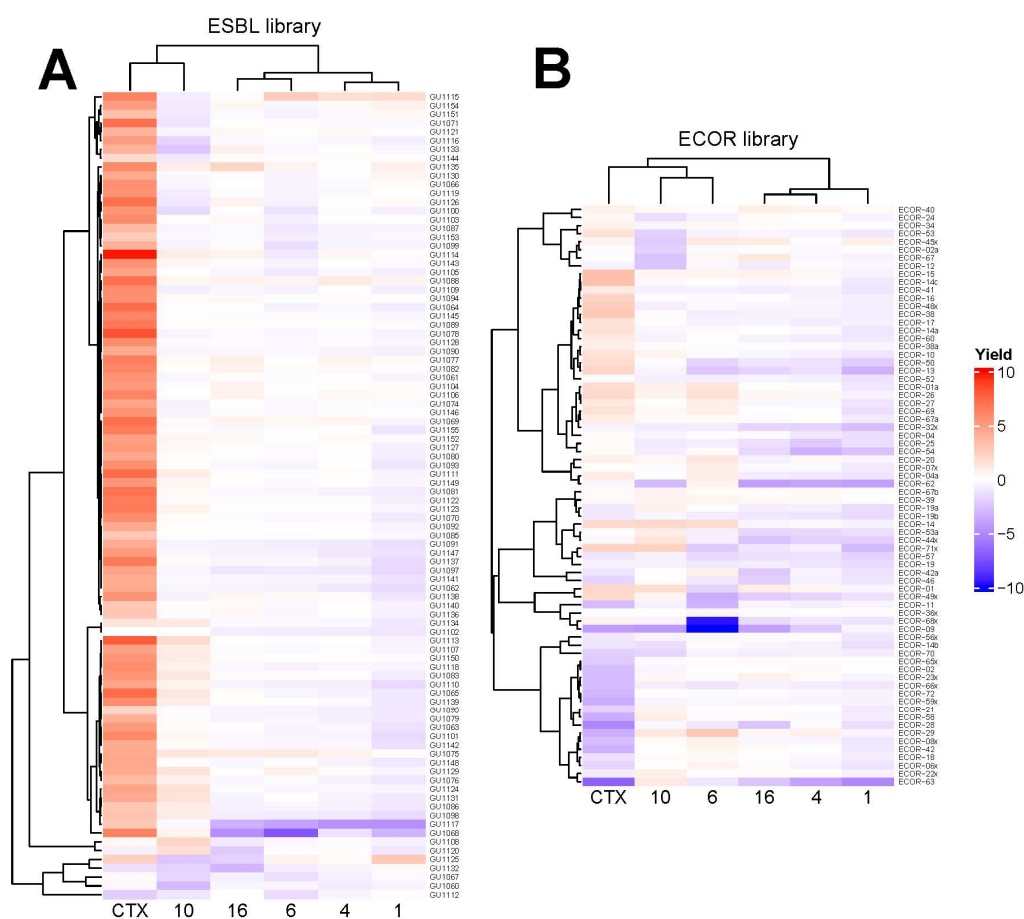 A
ESBL library
GU1115
GU1154
GU1151
GU1071
GU1121
GU1116
GU1133
GU1144
GU1135
GU1130
GU1066
GU1119
GU1126
GU1100
GU1103
GU1087
GU1153
GU1099
GU1114
GU1143
GU1105
GU1088
GU1109
GU1094
GU1064
GU1145
GU1089
GU1078
GU1128
GU1090
GU1077
GU1082
GU1061
GU1104
GU1106
GU1074
GU1146
GU1069
GU1155
GU1152
GU1127
GU1080
GU1093
GU1111
GU1149
GU1081
GU1122
GU1123
GU1070
GU1092
GU1085
GU1091
GU1147
GU1137
GU1097
GU1141
GU1062
GU1138
GU1140
GU1136
GU1134
GU1102
GU1113
GU1107
GU1150
GU1118
GU1083
GU1110
GU1065
GU1139
GU1079
GU1063
GU1101
GU1142
GU1075
GU1148
GU1129
GU1076
GU1124
GU1131
GU1086
GU1098
GU1117
GU1068
GU1108
GU1120
GU1125
GU1132
GU1067
GU1060
GU1112
CTX 10 16 6 4 1
B
ECOR library
ECOR-40
ECOR-24
ECOR-34
ECOR-53
ECOR-45x
ECOR-02a
ECOR-67
ECOR-12
ECOR-15
ECOR-14c
ECOR-41
ECOR-16
ECOR-48x
ECOR-38
ECOR-17
ECOR-14a
ECOR-60
ECOR-38a
ECOR-10
ECOR-50
ECOR-13
ECOR-52
ECOR-01a
ECOR-26
ECOR-27
ECOR-69
ECOR-67a
ECOR-32x
ECOR-04
ECOR-25
ECOR-54
ECOR-20
ECOR-07x
ECOR-04a
ECOR-62
ECOR-67b
ECOR-39
ECOR-19a
ECOR-19b
ECOR-14
ECOR-53a
ECOR-44x
ECOR-71x
ECOR-57
ECOR-19
ECOR-42a
ECOR-46
ECOR-01
ECOR-49x
ECOR-11
ECOR-36x
ECOR-68x
ECOR-09
ECOR-56x
ECOR-14b
ECOR-70
ECOR-65x
ECOR-02
ECOR-23x
ECOR-66x
ECOR-72
ECOR-59x
ECOR-21
ECOR-58
ECOR-28
ECOR-29
ECOR-08x
ECOR-42
ECOR-18
ECOR-06x
ECOR-22x
ECOR-63
CTX 10 6 16 4 1
Yield
10
5
0
−5
−10